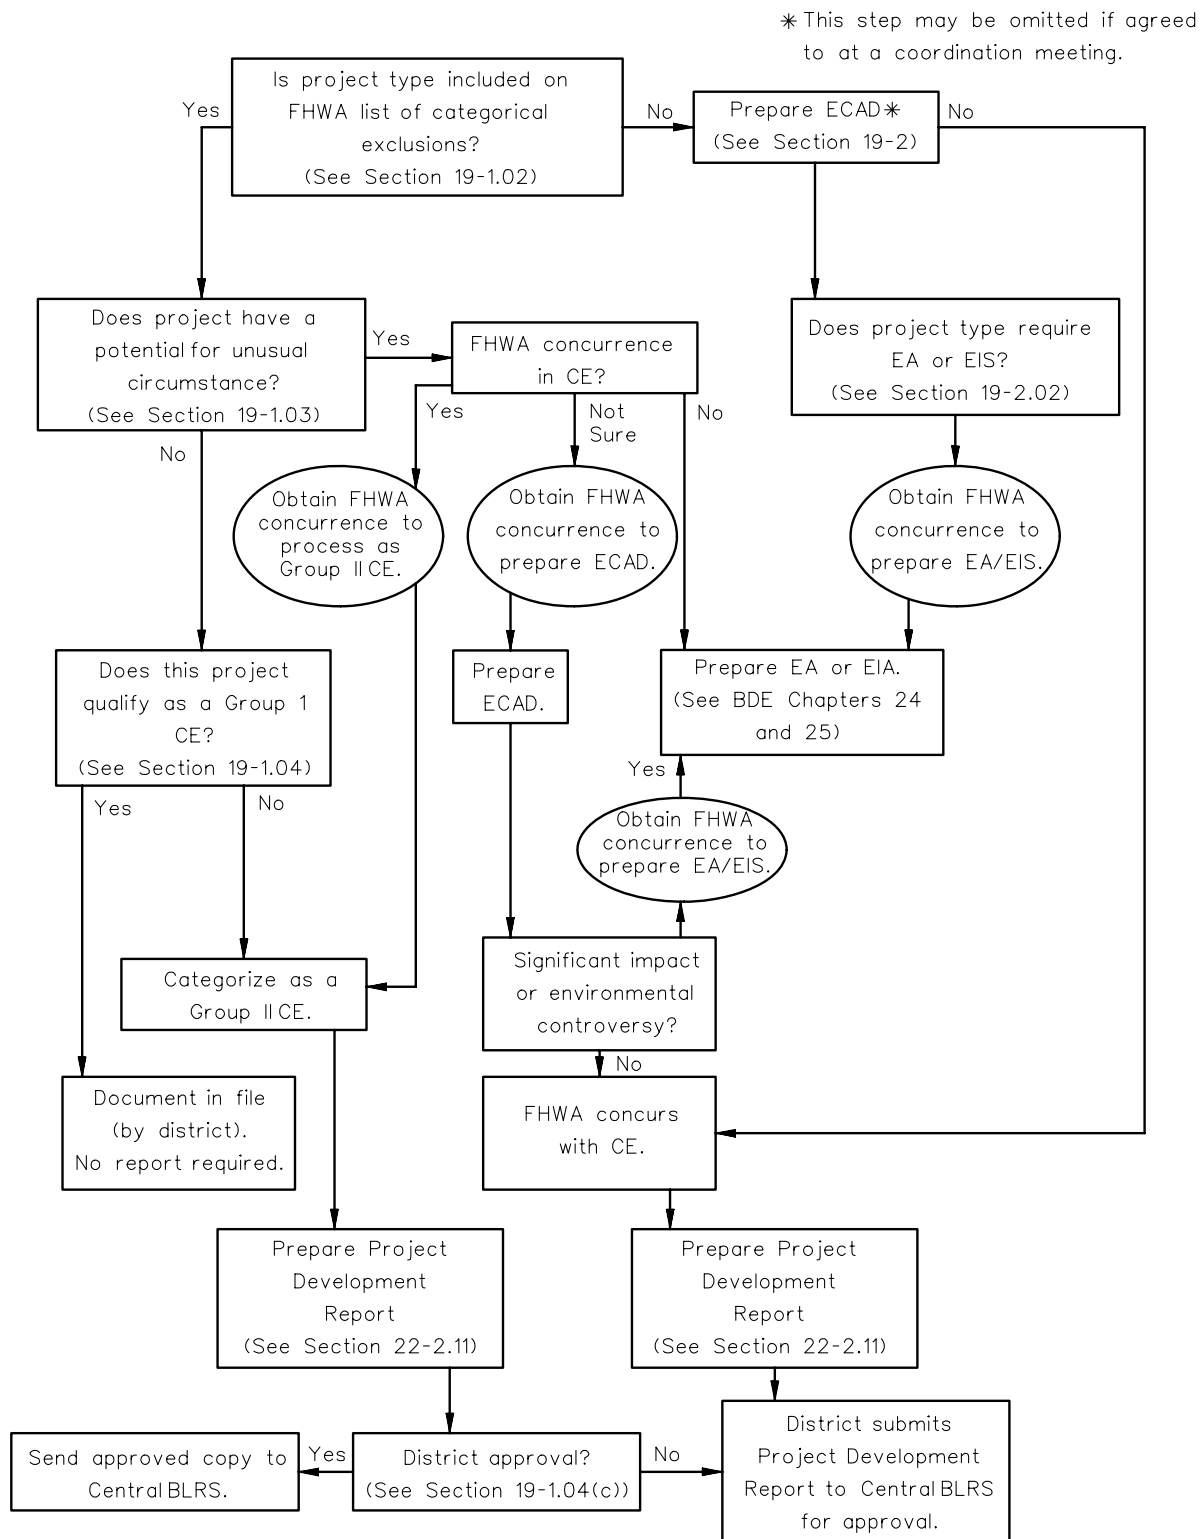 * This step may be omitted if agreed
to at a coordination meeting.
Is project type included on
FHWA list of categorical
exclusions?
(See Section 19-1.02)
Yes
No
Prepare ECAD*
(See Section 19-2)
No
Does project have a
potential for unusual
circumstance?
(See Section 19-1.03)
Yes
FHWA concurrence
in CE?
Does project type require
EA or EIS?
(See Section 19-2.02)
Yes
Not
Sure
No
No
Obtain FHWA
concurrence to
process as
Group II CE.
Obtain FHWA
concurrence to
prepare ECAD.
Obtain FHWA
concurrence to
prepare EA/EIS.
Does this project
qualify as a Group 1
CE?
(See Section 19-1.04)
Prepare
ECAD.
Prepare EA or EIA.
(See BDE Chapters 24
and 25)
Yes
Yes
No
Obtain FHWA
concurrence to
prepare EA/EIS.
Categorize as a
Group II CE.
Significant impact
or environmental
controversy?
No
Document in file
(by district).
No report required.
FHWA concurs
with CE.
Prepare Project
Development
Report
(See Section 22-2.11)
Prepare Project
Development
Report
(See Section 22-2.11)
Send approved copy to
Central BLRS.
Yes
District approval?
(See Section 19-1.04(c))
No
District submits
Project Development
Report to Central BLRS
for approval.